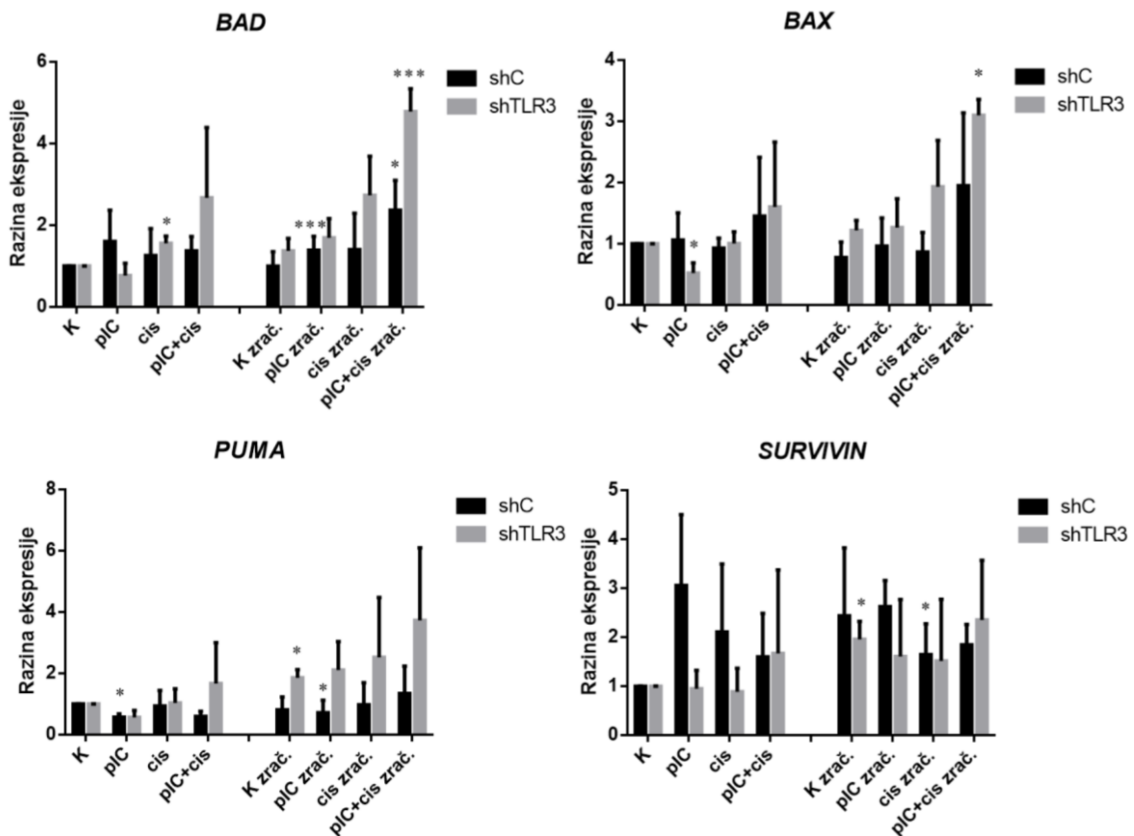 BAD
Razina ekspresije
6
4
2
0
***
*
***
*
shC
shTLR3
K
pIC
cis
pIC+cis
K zrač.
pIC zrač.
cis zrač.
pIC+cis zrač.
BAX
Razina ekspresije
4
3
2
1
0
*
*
shC
shTLR3
K
pIC
cis
pIC+cis
K zrač.
pIC zrač.
cis zrač.
pIC+cis zrač.
PUMA
Razina ekspresije
8
6
4
2
0
*
*
*
shC
shTLR3
K
pIC
cis
pIC+cis
K zrač.
pIC zrač.
cis zrač.
pIC+cis zrač.
SURVIVIN
Razina ekspresije
5
4
3
2
1
0
*
*
shC
shTLR3
K
pIC
cis
pIC+cis
K zrač.
pIC zrač.
cis zrač.
pIC+cis zrač.